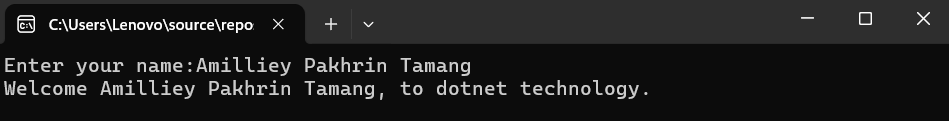 C:\Users\Lenovo\source\repo
Enter your name:Amilliey Pakhrin Tamang
Welcome Amilliey Pakhrin Tamang, to dotnet technology.